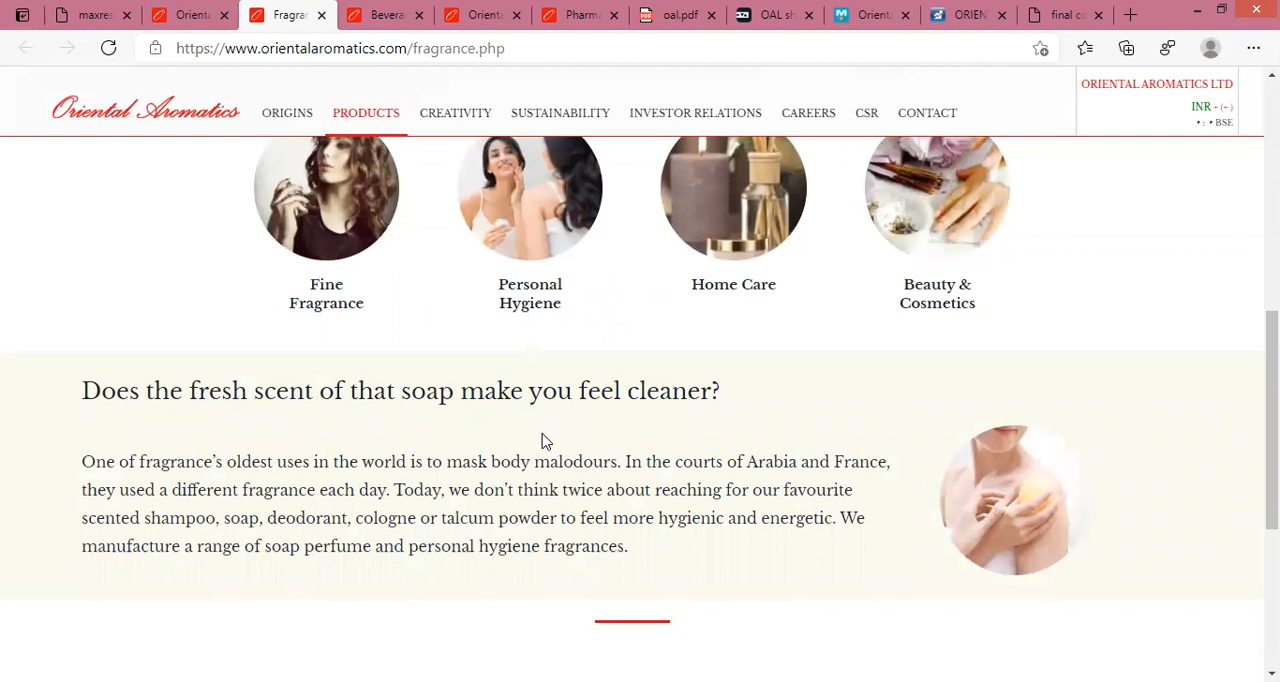 maxres
Orienta
Fragran
Bevera
Orienta
Pharma
oal.pdf
OAL sh
Orienta
ORIEN
final co
https://www.orientalaromatics.com/fragrance.php
Oriental Aromatics
ORIGINS
PRODUCTS
CREATIVITY
SUSTAINABILITY
INVESTOR RELATIONS
CAREERS
CSR
CONTACT
ORIENTAL AROMATICS LTD
INR + (+ )
• : • BSE
Fine
Fragrance
Personal
Hygiene
Home Care
Beauty &
Cosmetics
Does the fresh scent of that soap make you feel cleaner?
One of fragrance’s oldest uses in the world is to mask body malodours. In the courts of Arabia and France,
they used a different fragrance each day. Today, we don’t think twice about reaching for our favourite
scented shampoo, soap, deodorant, cologne or talcum powder to feel more hygienic and energetic. We
manufacture a range of soap perfume and personal hygiene fragrances.